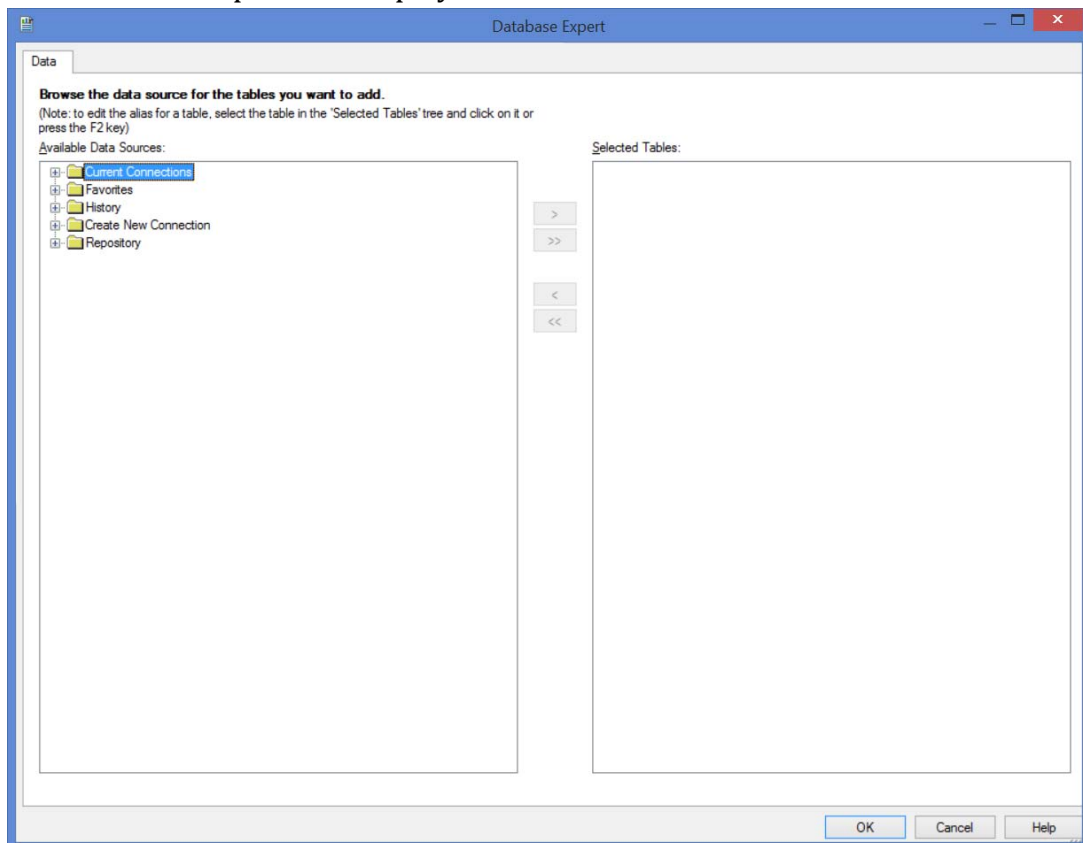 Database Expert
Data
Browse the data source for the tables you want to add.
(Note: to edit the alias for a table, select the table in the 'Selected Tables' tree and click on it or
press the F2 key)
Available Data Sources:
Selected Tables:
Current Connections
Favorites
History
Create New Connection
Repository
>
>>
<
<<
OK
Cancel
Help